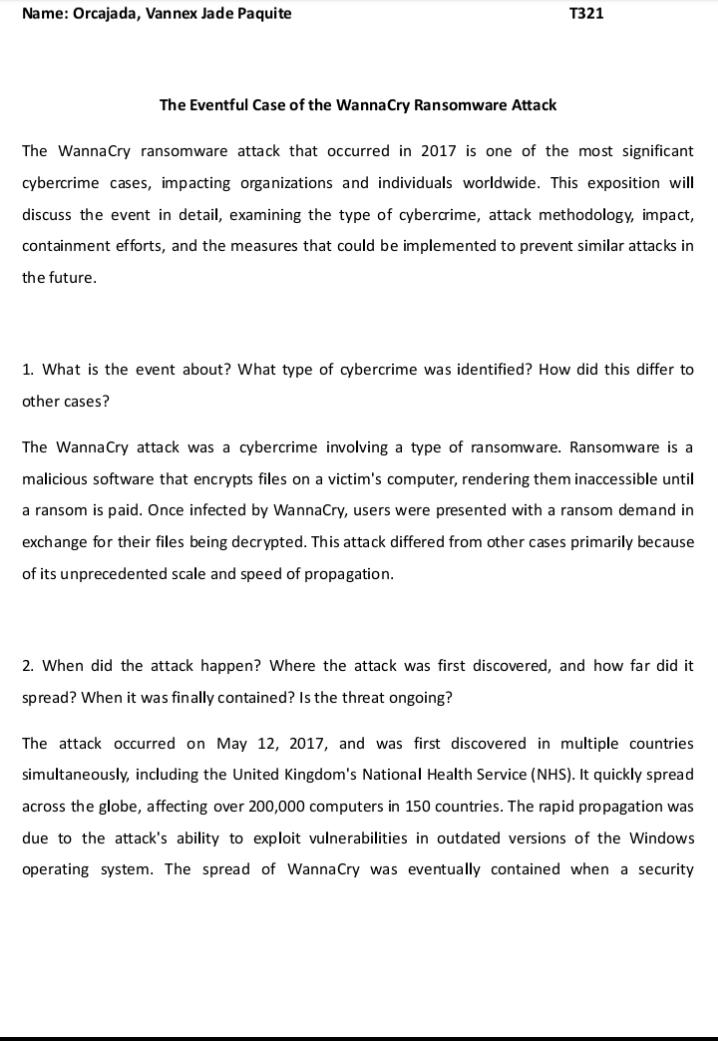 Name: Orcajada, Vannex Jade Paquite T321
The Eventful Case of the WannaCry Ransomware Attack
The WannaCry ransomware attack that occurred in 2017 is one of the most significant
cybercrime cases, impacting organizations and individuals worldwide. This exposition will
discuss the event in detail, examining the type of cybercrime, attack methodology, impact,
containment efforts, and the measures that could be implemented to prevent similar attacks in
the future.
1. What is the event about? What type of cybercrime was identified? How did this differ to
other cases?
The WannaCry attack was a cybercrime involving a type of ransomware. Ransomware is a
malicious software that encrypts files on a victim's computer, rendering them inaccessible until
a ransom is paid. Once infected by WannaCry, users were presented with a ransom demand in
exchange for their files being decrypted. This attack differed from other cases primarily because
of its unprecedented scale and speed of propagation.
2. When did the attack happen? Where the attack was first discovered, and how far did it
spread? When it was finally contained? Is the threat ongoing?
The attack occurred on May 12, 2017, and was first discovered in multiple countries
simultaneously, including the United Kingdom's National Health Service (NHS). It quickly spread
across the globe, affecting over 200,000 computers in 150 countries. The rapid propagation was
due to the attack's ability to exploit vulnerabilities in outdated versions of the Windows
operating system. The spread of WannaCry was eventually contained when a security